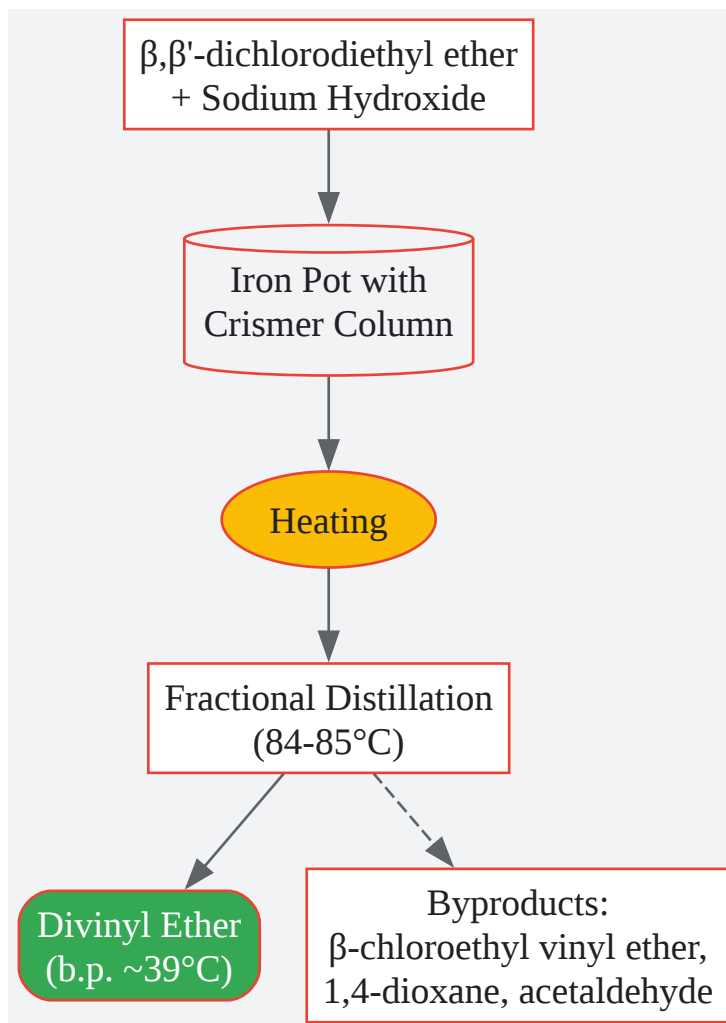 β,β'-dichlorodiethyl ether
+ Sodium Hydroxide
Iron Pot with
Crismer Column
Heating
Fractional Distillation
(84-85°C)
Divinyl Ether
(b.p. ~39°C)
Byproducts:
β-chloroethyl vinyl ether,
1,4-dioxane, acetaldehyde